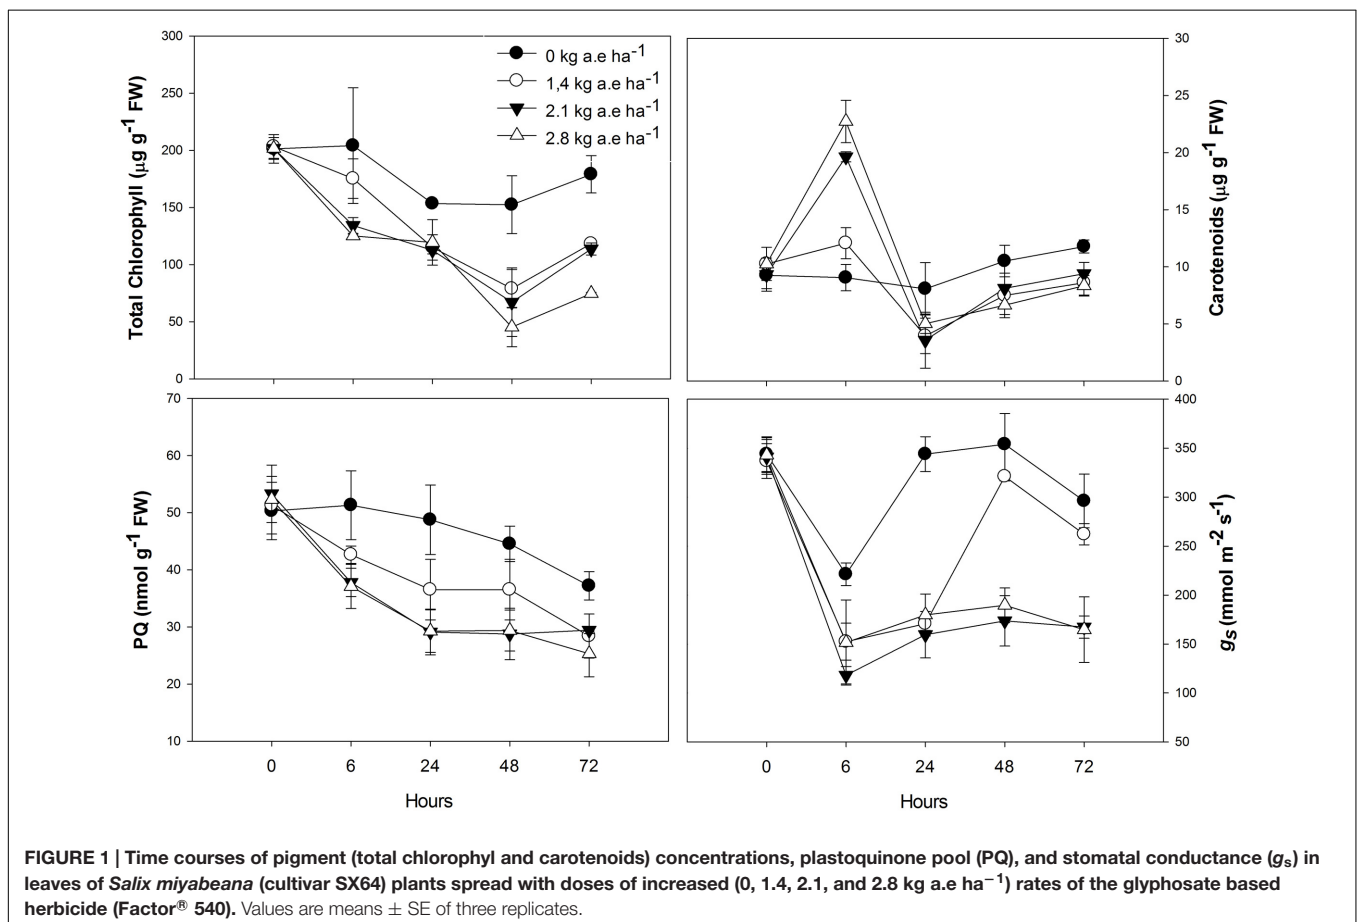 300
250
200
150
100
50
0
Total Chlorophyll (μg g-1 FW)
0 kg a.e ha-1
1,4 kg a.e ha-1
2.1 kg a.e ha-1
2.8 kg a.e ha-1
30
25
20
15
10
5
0
Carotenoids (μg g-1 FW)
70
60
50
40
30
20
10
PQ (nmol g-1 FW)
0 6 24 48 72
Hours
400
350
300
250
200
150
100
50
gs (mmol m-2 s-1)
0 6 24 48 72
Hours
FIGURE 1 | Time courses of pigment (total chlorophyl and carotenoids) concentrations, plastoquinone pool (PQ), and stomatal conductance (gs) in
leaves of Salix miyabeana (cultivar SX64) plants spread with doses of increased (0, 1.4, 2.1, and 2.8 kg a.e ha−1) rates of the glyphosate based
herbicide (Factor® 540). Values are means ± SE of three replicates.